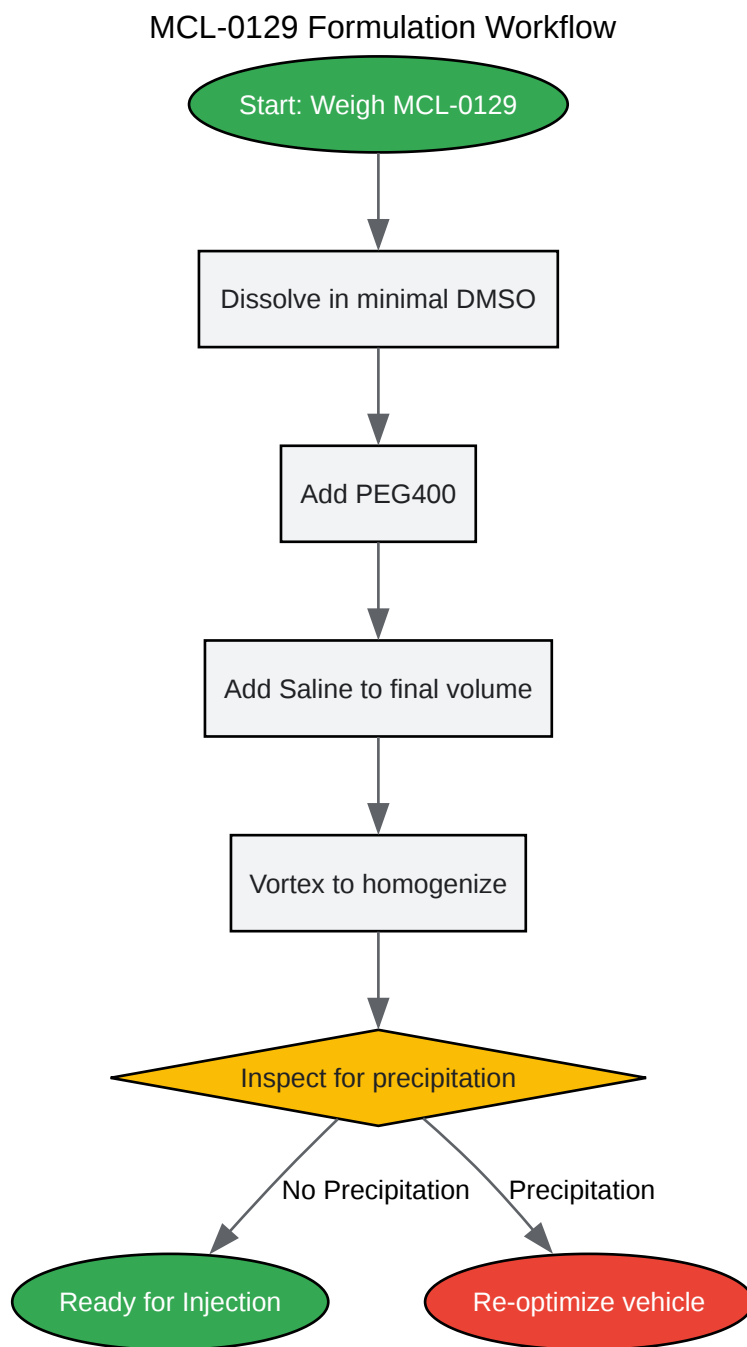 MCL-0129 Formulation Workflow
Start: Weigh MCL-0129
Dissolve in minimal DMSO
Add PEG400
Add Saline to final volume
Vortex to homogenize
Inspect for precipitation
No Precipitation
Precipitation
Ready for Injection
Re-optimize vehicle